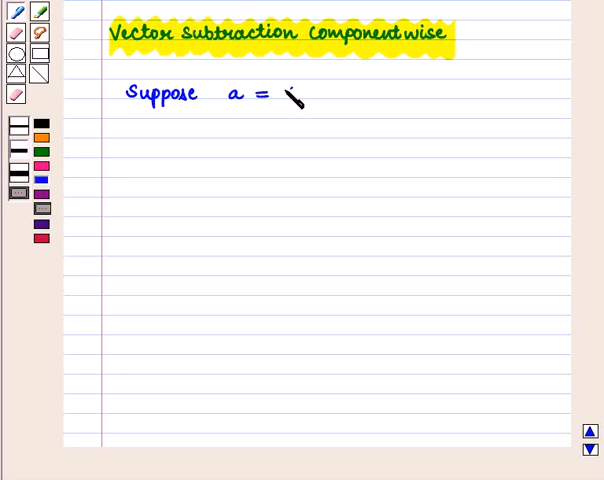 Vector subtraction componentwise
Suppose a =